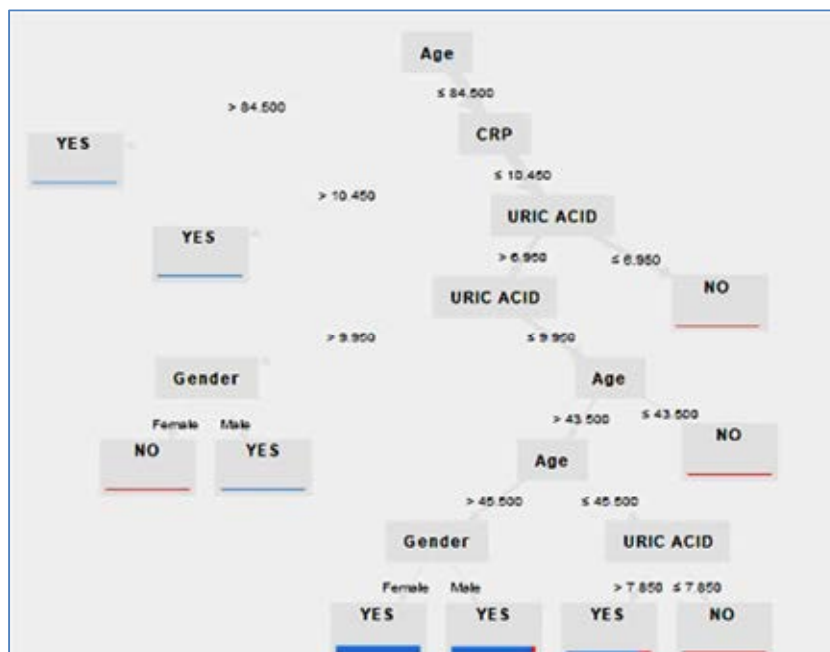 Age
> 84.500 ≤ 84.500
YES CRP
> 10.450 ≤ 10.450
YES URIC ACID
> 6.950 ≤ 6.950
URIC ACID NO
> 9.950 ≤ 9.950
Gender Age
Female Male > 43.500 ≤ 43.500
NO YES Age NO
> 45.500 ≤ 45.500
Gender URIC ACID
Female Male > 7.850 ≤ 7.850
YES YES YES NO